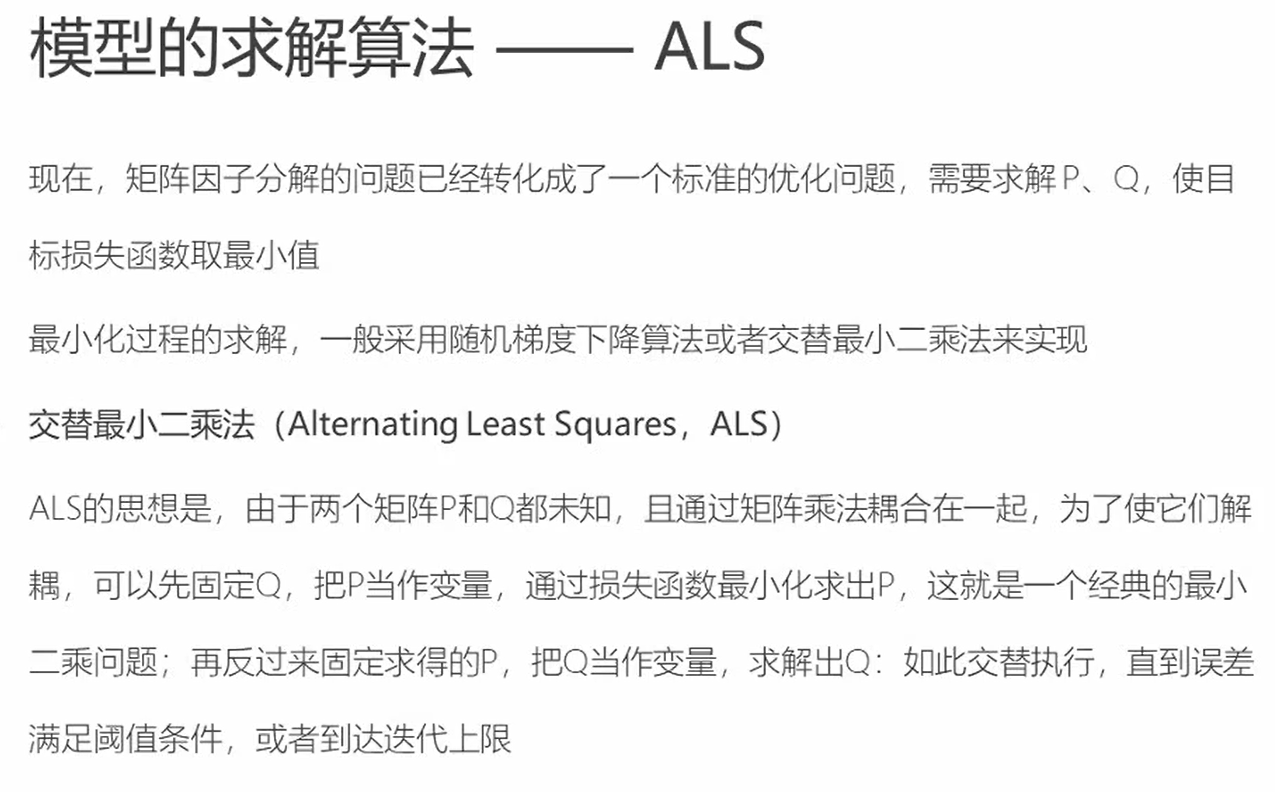 模型的求解算法 —— ALS
现在，矩阵因子分解的问题已经转化成了一个标准的优化问题，需要求解 P、Q，使目
标损失函数取最小值
最小化过程的求解，一般采用随机梯度下降算法或者交替最小二乘法来实现
交替最小二乘法（Alternating Least Squares，ALS）
ALS的思想是，由于两个矩阵P和Q都未知，且通过矩阵乘法耦合在一起，为了使它们解
耦，可以先固定Q，把P当作变量，通过损失函数最小化求出P，这就是一个经典的最小
二乘问题；再反过来固定求得的P，把Q当作变量，求解出Q：如此交替执行，直到误差
满足阈值条件，或者到达迭代上限